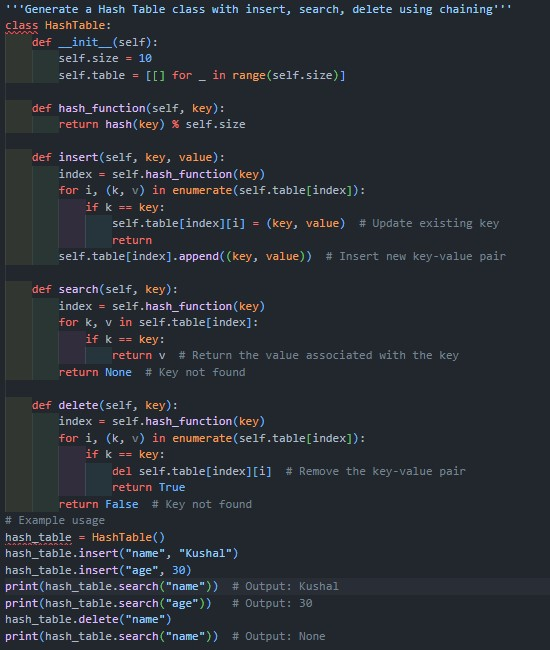 '''Generate a Hash Table class with insert, search, delete using chaining'''
class HashTable:
    def __init__(self):
        self.size = 10
        self.table = [[] for _ in range(self.size)]

    def hash_function(self, key):
        return hash(key) % self.size

    def insert(self, key, value):
        index = self.hash_function(key)
        for i, (k, v) in enumerate(self.table[index]):
            if k == key:
                self.table[index][i] = (key, value)  # Update existing key
                return
        self.table[index].append((key, value))  # Insert new key-value pair

    def search(self, key):
        index = self.hash_function(key)
        for k, v in self.table[index]:
            if k == key:
                return v  # Return the value associated with the key
        return None  # Key not found

    def delete(self, key):
        index = self.hash_function(key)
        for i, (k, v) in enumerate(self.table[index]):
            if k == key:
                del self.table[index][i]  # Remove the key-value pair
                return True
        return False  # Key not found
# Example usage
hash_table = HashTable()
hash_table.insert("name", "Kushal")
hash_table.insert("age", 30)
print(hash_table.search("name"))  # Output: Kushal
print(hash_table.search("age"))   # Output: 30
hash_table.delete("name")
print(hash_table.search("name"))  # Output: None